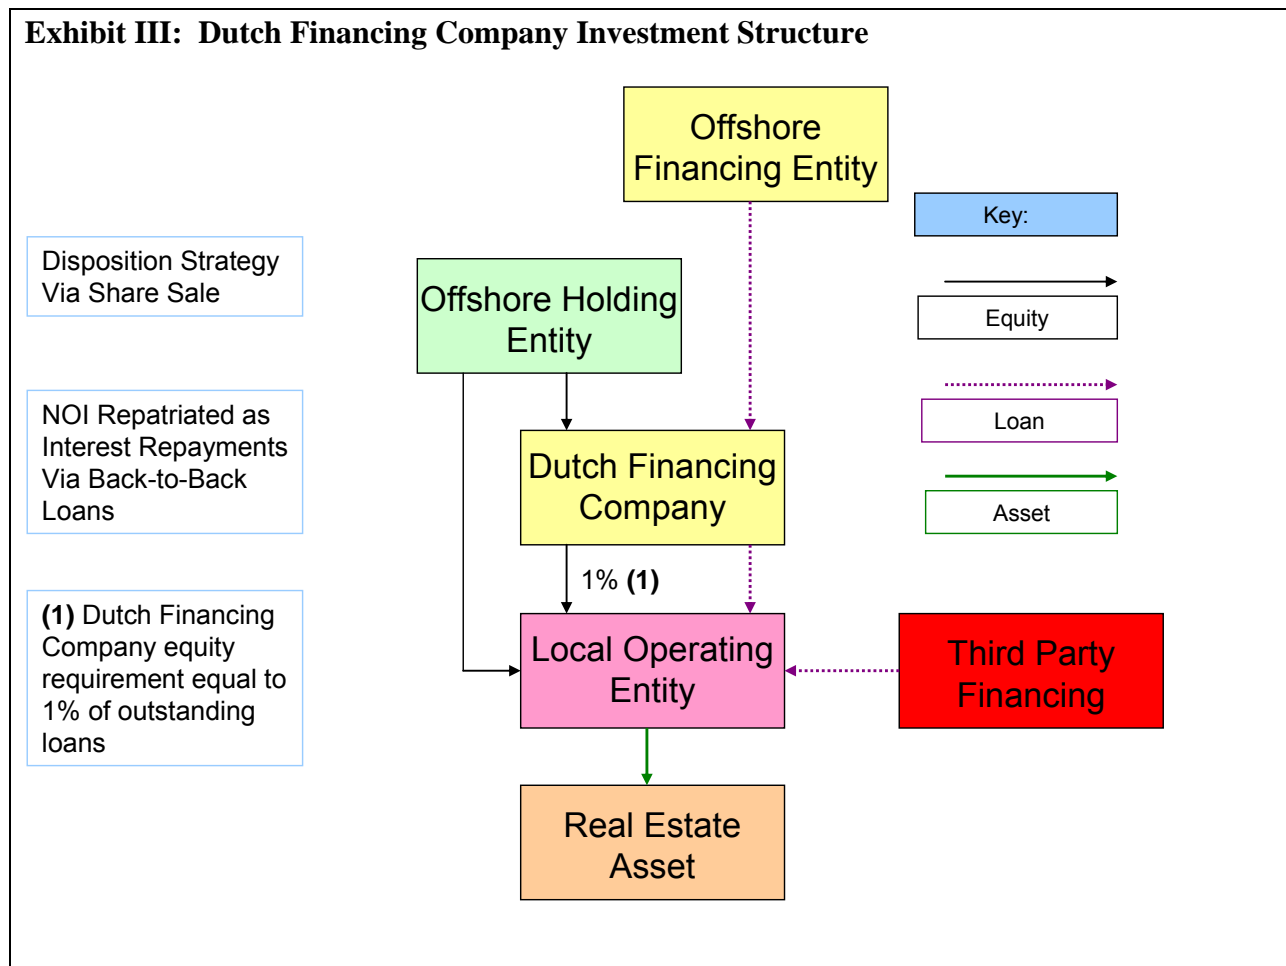 Exhibit III: Dutch Financing Company Investment Structure
Offshore
Financing Entity
Key:
Disposition Strategy
Via Share Sale
Offshore Holding
Entity
Equity
NOI Repatriated as
Interest Repayments
Via Back-to-Back
Loans
Loan
Dutch Financing
Company
Asset
1% (1)
(1) Dutch Financing
Company equity
requirement equal to
1% of outstanding
loans
Local Operating
Entity
Third Party
Financing
Real Estate
Asset